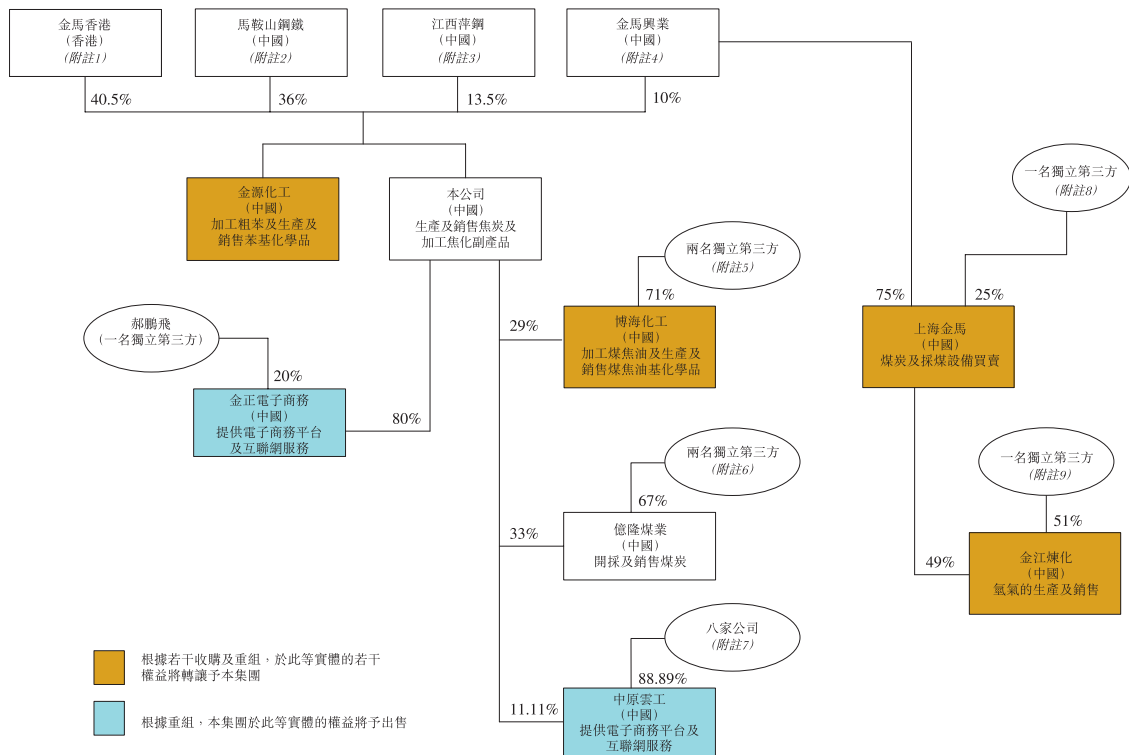 金馬香港
(香港)
(附註1)
馬鞍山鋼鐵
(中國)
(附註2)
江西萍鋼
(中國)
(附註3)
金馬興業
(中國)
(附註4)
40.5%
36%
13.5%
10%
金源化工
(中國)
加工粗苯及生產及
銷售苯基化學品
本公司
(中國)
生產及銷售焦炭及
加工焦化副產品
一名獨立第三方
(附註8)
兩名獨立第三方
(附註5)
71%
75%
25%
29%
博海化工
(中國)
加工煤焦油及生產及
銷售煤焦油基化學品
上海金馬
(中國)
煤炭及採煤設備買賣
郝鵬飛
(一名獨立第三方)
20%
金正電子商務
(中國)
提供電子商務平台
及互聯網服務
80%
兩名獨立第三方
(附註6)
67%
33%
億隆煤業
(中國)
開採及銷售煤炭
一名獨立第三方
(附註9)
51%
49%
金江煉化
(中國)
氫氣的生產及銷售
八家公司
(附註7)
88.89%
11.11%
中原雲工
(中國)
提供電子商務平台及
互聯網服務
根據若干收購及重組，於此等實體的若干
權益將轉讓予本集團
根據重組，本集團於此等實體的權益將予出售